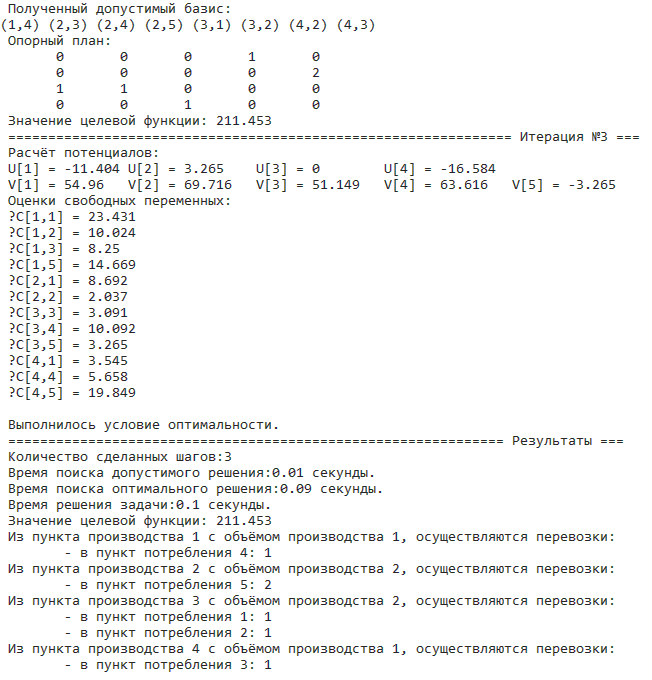 Полученный допустимый базис:
(1,4) (2,3) (2,4) (2,5) (3,1) (3,2) (4,2) (4,3)
Опорный план:
0 0 0 1 0
0 0 0 0 2
1 1 0 0 0
0 0 1 0 0
Значение целевой функции: 211.453
=============================================================== Итерация №3 ===
Расчёт потенциалов:
U[1] = -11.404 U[2] = 3.265 U[3] = 0 U[4] = -16.584
V[1] = 54.96 V[2] = 69.716 V[3] = 51.149 V[4] = 63.616 V[5] = -3.265
Оценки свободных переменных:
?C[1,1] = 23.431
?C[1,2] = 10.024
?C[1,3] = 8.25
?C[1,5] = 14.669
?C[2,1] = 8.692
?C[2,2] = 2.037
?C[3,3] = 3.091
?C[3,4] = 10.092
?C[3,5] = 3.265
?C[4,1] = 3.545
?C[4,4] = 5.658
?C[4,5] = 19.849
Выполнилось условие оптимальности.
============================================================== Результаты ===
Количество сделанных шагов:3
Время поиска допустимого решения:0.01 секунды.
Время поиска оптимального решения:0.09 секунды.
Время решения задачи:0.1 секунды.
Значение целевой функции: 211.453
Из пункта производства 1 с объёмом производства 1, осуществляются перевозки:
- в пункт потребления 4: 1
Из пункта производства 2 с объёмом производства 2, осуществляются перевозки:
- в пункт потребления 5: 2
Из пункта производства 3 с объёмом производства 2, осуществляются перевозки:
- в пункт потребления 1: 1
- в пункт потребления 2: 1
Из пункта производства 4 с объёмом производства 1, осуществляются перевозки:
- в пункт потребления 3: 1